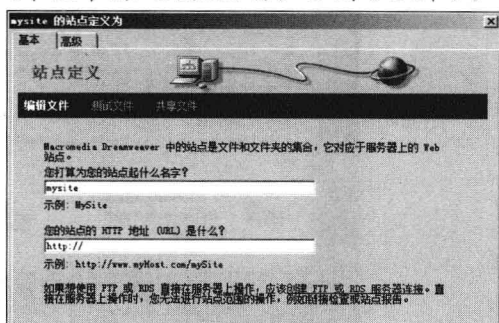 mysite 的站点定义为
基本 高级
站点定义
编辑文件 测试文件 共享文件
Macromedia Dreamweaver 中的站点是文件和文件夹的集合，它对应于服务器上的 Web
站点。
您打算为您的站点起什么名字？
mysite
示例: MySite
您的站点的 HTTP 地址 (URL) 是什么？
http://
示例: http://www.myHost.com/mySite
如果想使用 FTP 或 RDS 直接在服务器上操作，应该创建 FTP 或 RDS 服务器连接。直
接在服务器上操作时，您无法进行站点范围的操作，例如链接检查或站点报告。